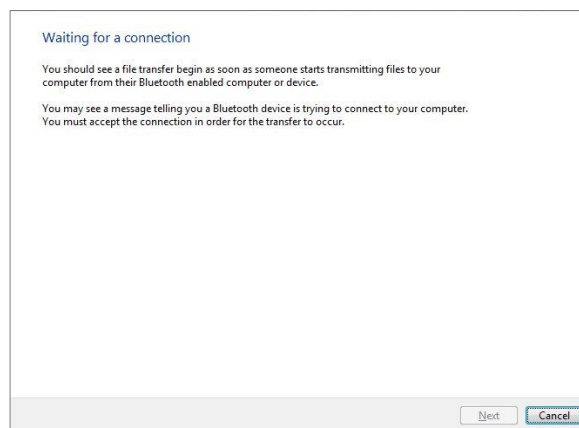 Waiting for a connection
You should see a file transfer begin as soon as someone starts transmitting files to your
computer from their Bluetooth enabled computer or device.
You may see a message telling you a Bluetooth device is trying to connect to your computer.
You must accept the connection in order for the transfer to occur.
Next Cancel